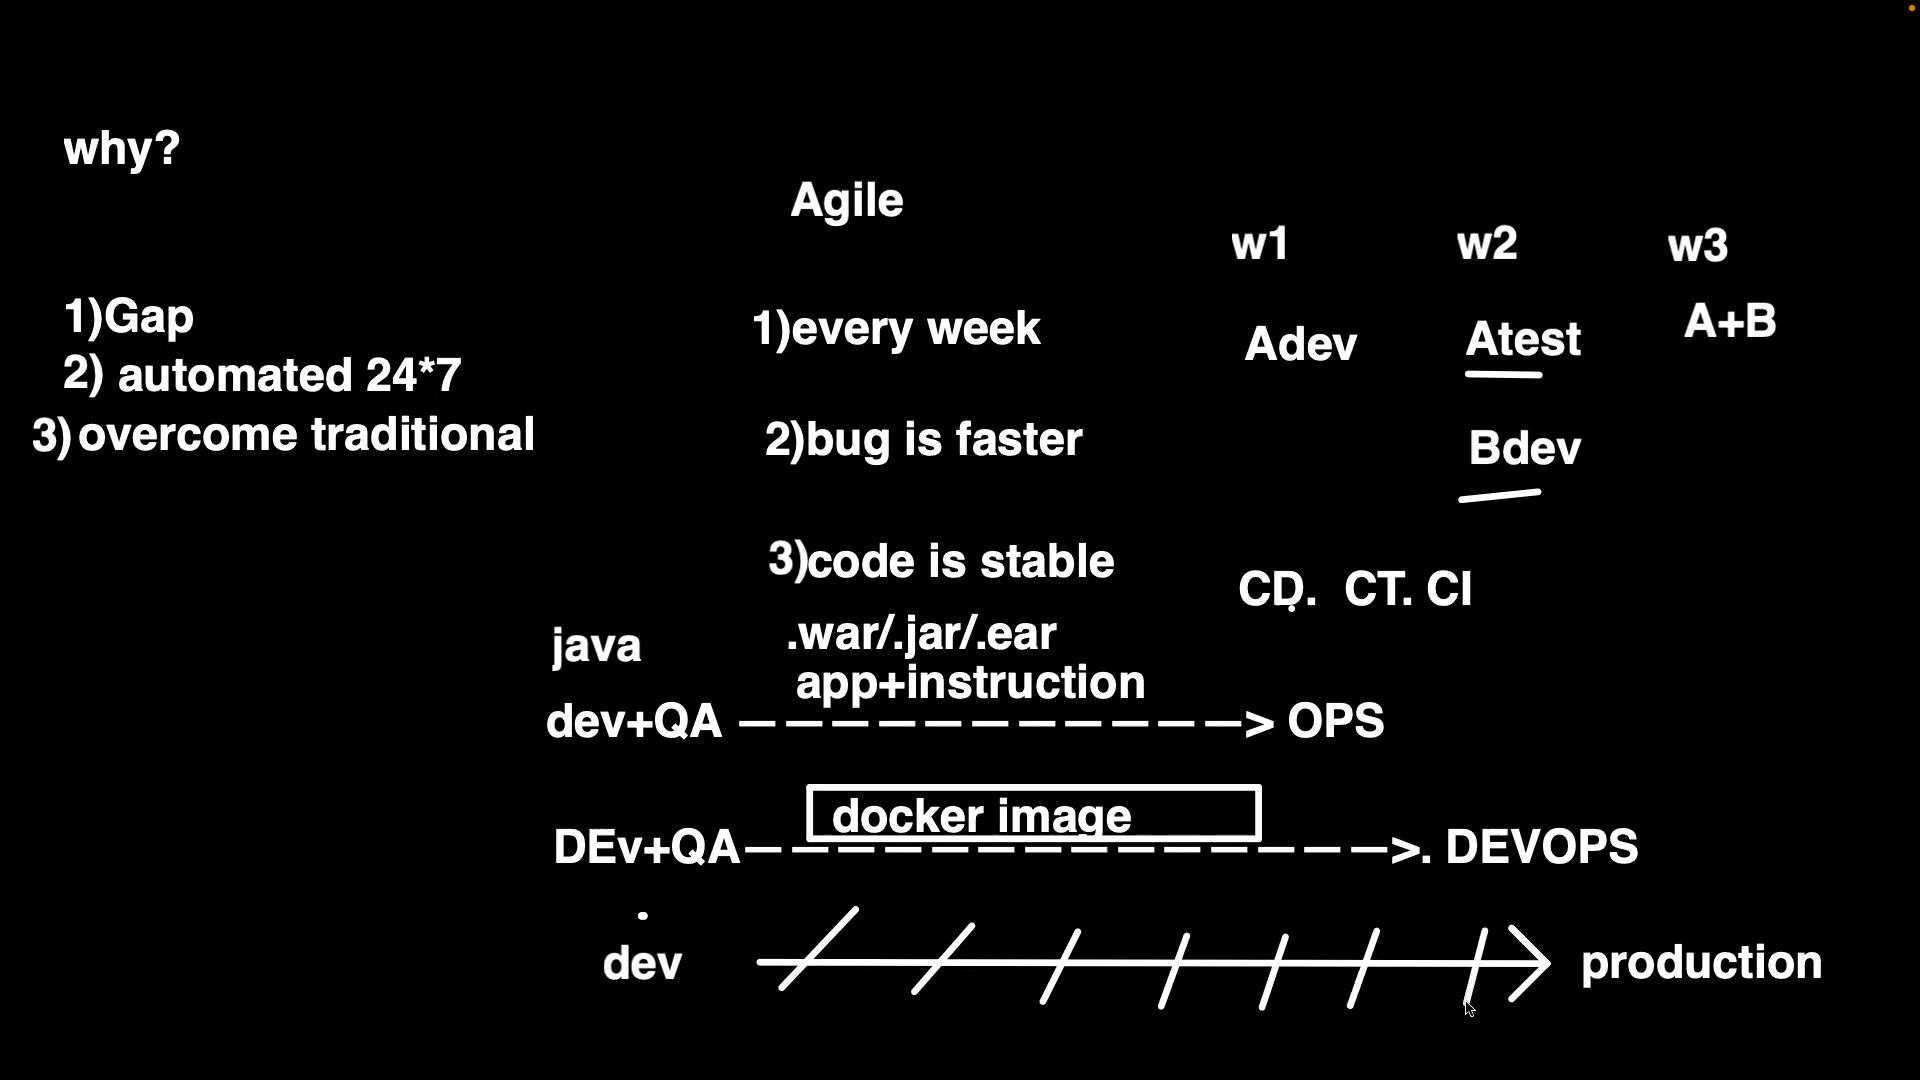 why?
1)Gap
2) automated 24*7
3)overcome traditional
Agile
1)every week
2)bug is faster
3)code is stable
w1 w2 w3
Adev Atest A+B
Bdev
CD. CT. CI
java .war/.jar/.ear
app+instruction
dev+QA —————————————> OPS
docker image
DEv+QA——————————————>. DEVOPS
dev production